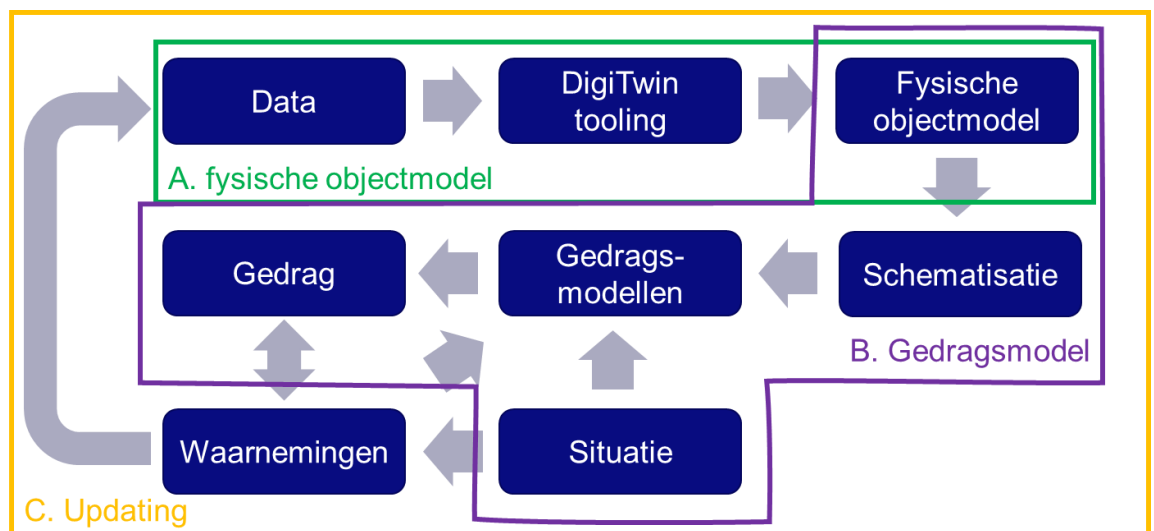 Data
DigiTwin
tooling
Fysische
objectmodel
A. fysische objectmodel
Gedrag
Gedrags-
modellen
Schematisatie
B. Gedragsmodel
Waarnemingen
Situatie
C. Updating